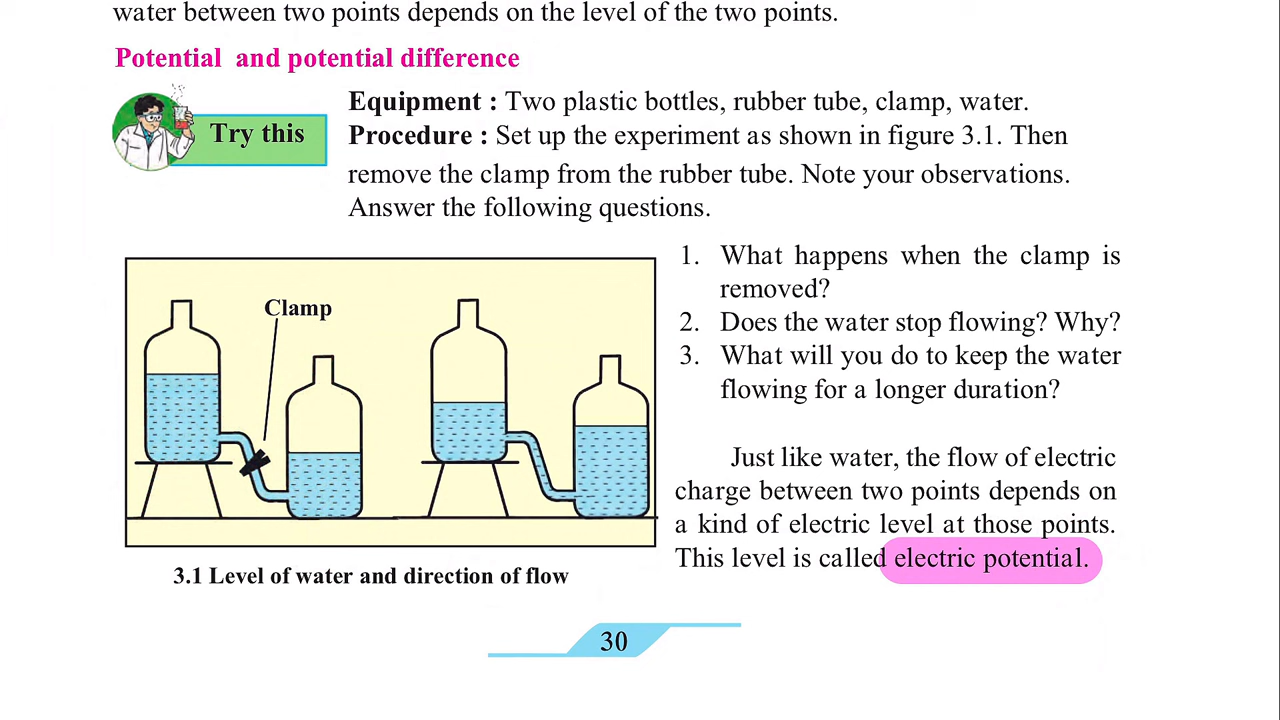 water between two points depends on the level of the two points.
Potential and potential difference
Try this
Equipment : Two plastic bottles, rubber tube, clamp, water.
Procedure : Set up the experiment as shown in figure 3.1. Then
remove the clamp from the rubber tube. Note your observations.
Answer the following questions.
Clamp
3.1 Level of water and direction of flow
1. What happens when the clamp is
removed?
2. Does the water stop flowing? Why?
3. What will you do to keep the water
flowing for a longer duration?
Just like water, the flow of electric
charge between two points depends on
a kind of electric level at those points.
This level is called electric potential.
30